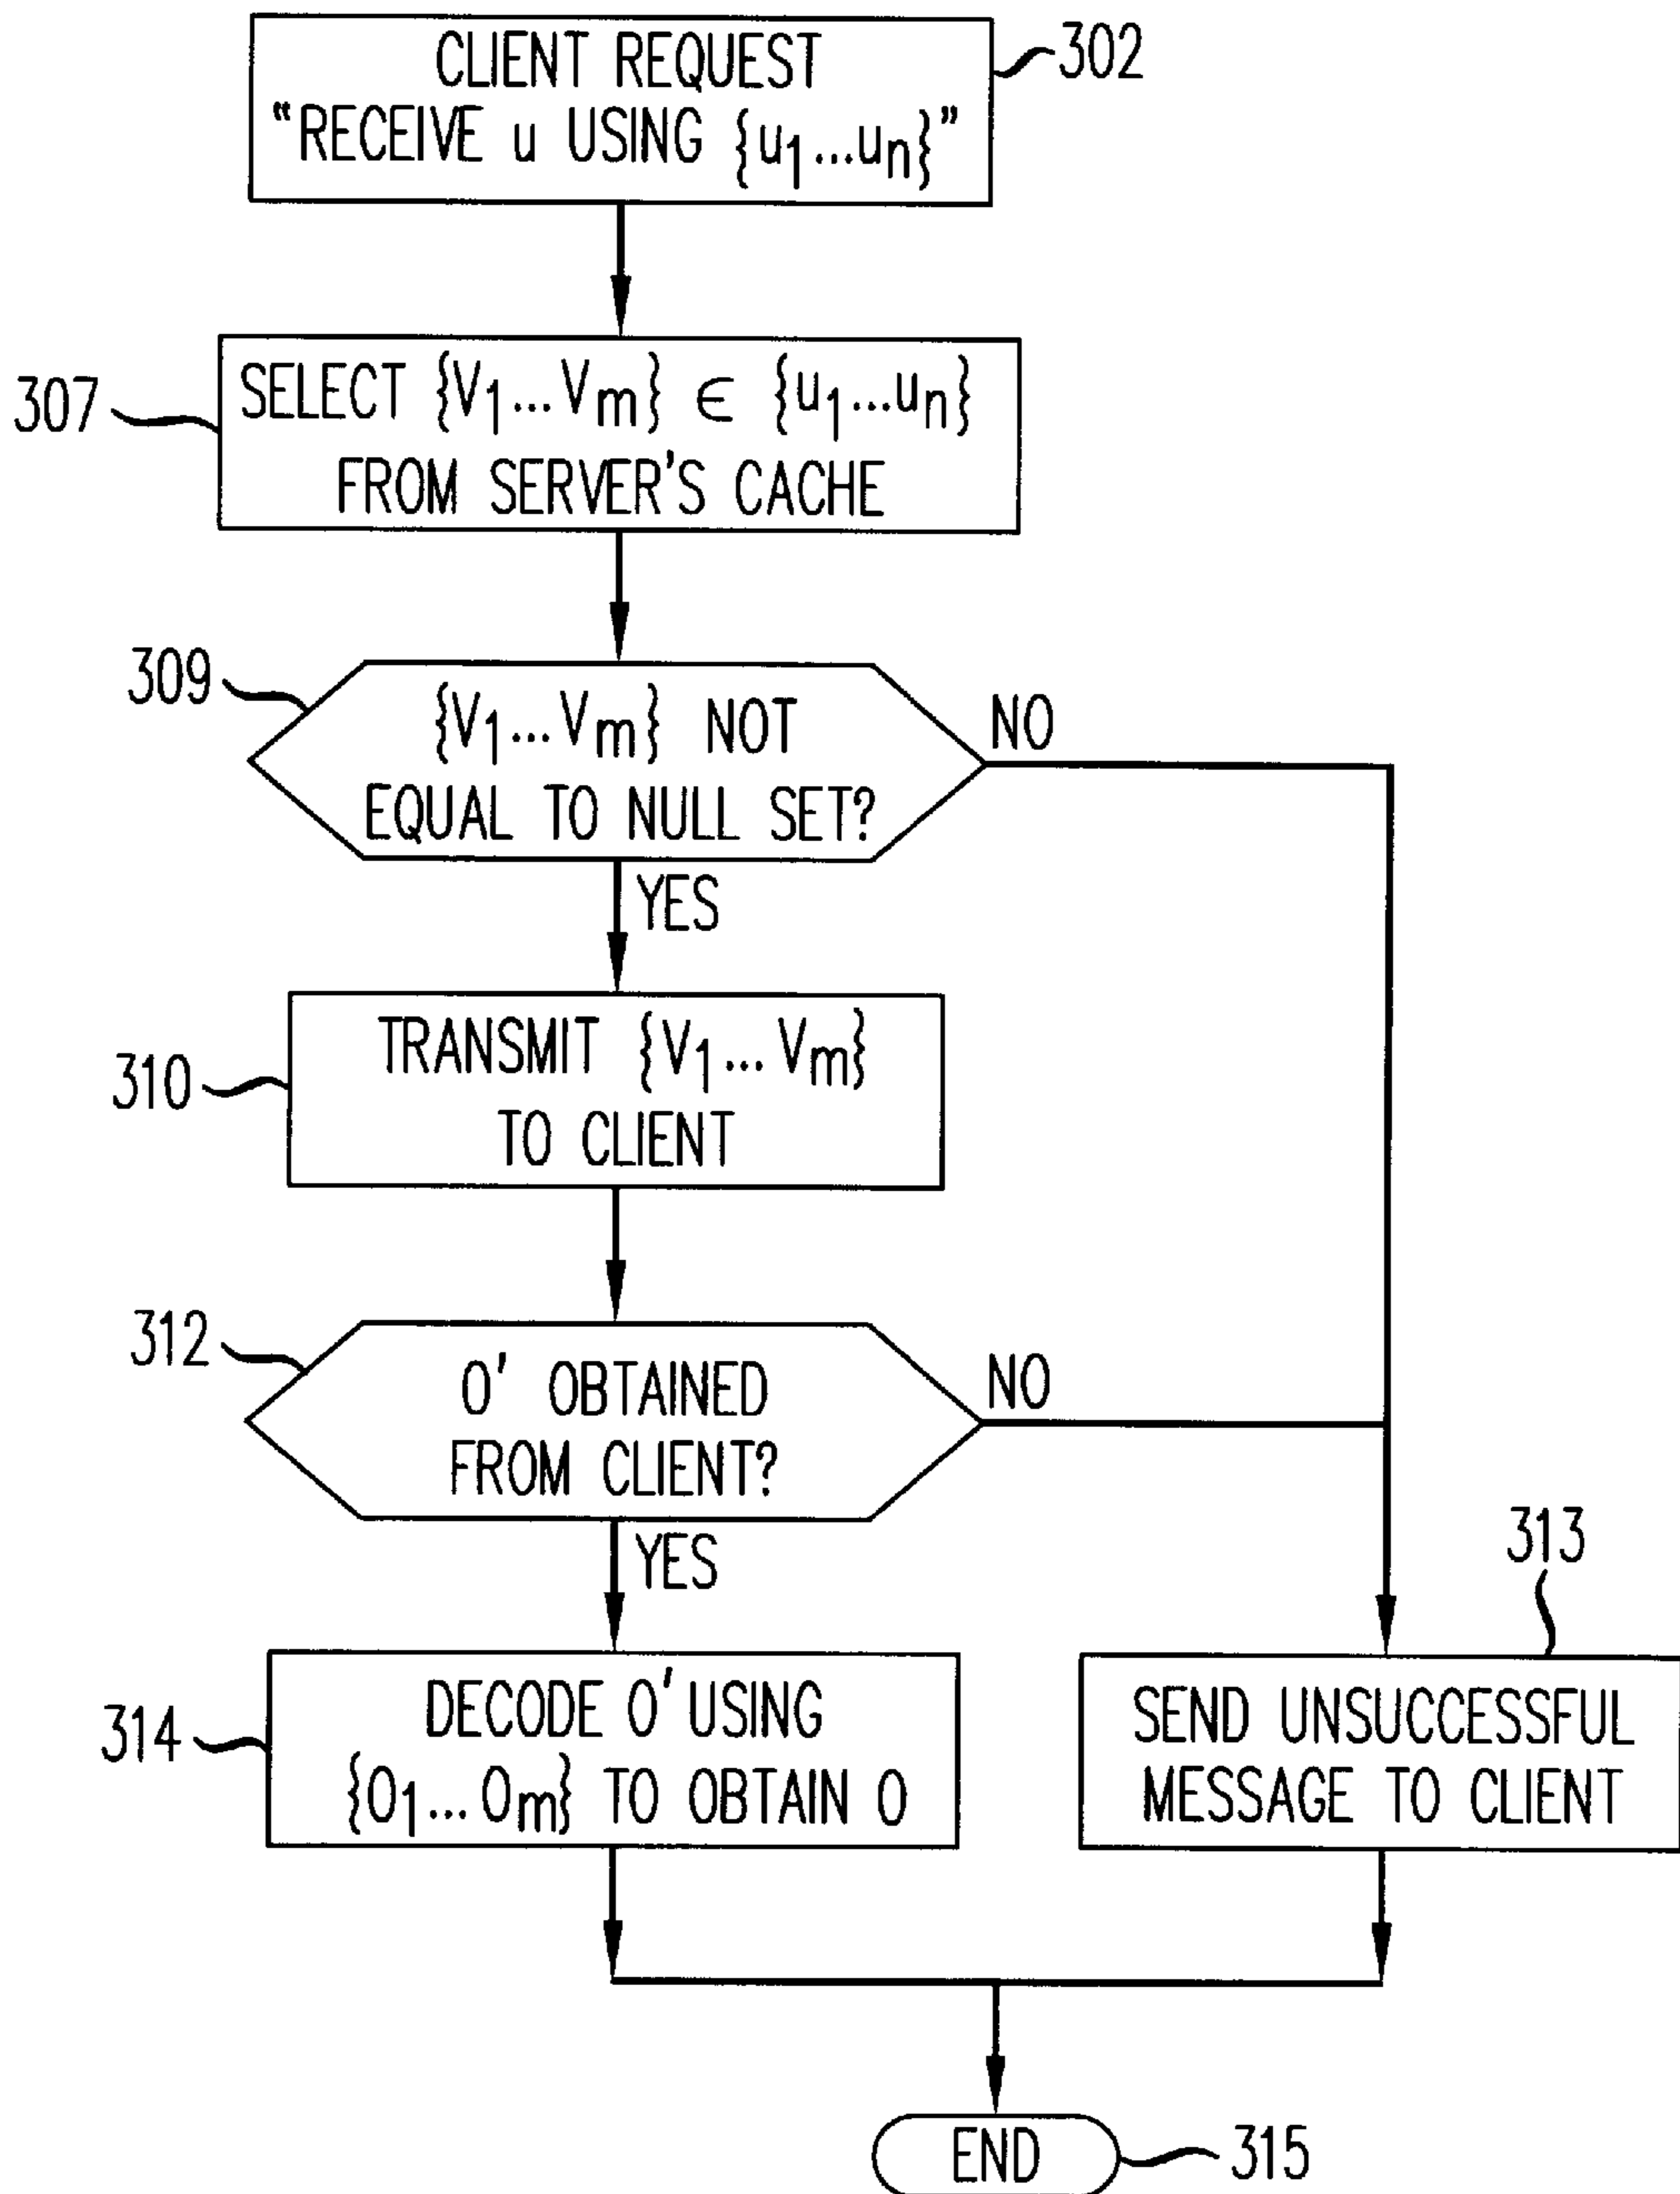 CLIENT REQUEST
302
“RECEIVE u USING {u1...un}”
307
SELECT {V1...Vm} ∈ {u1...un}
FROM SERVER'S CACHE
309
{V1...Vm} NOT
EQUAL TO NULL SET?
NO
YES
310
TRANSMIT {V1...Vm}
TO CLIENT
312
O' OBTAINED
FROM CLIENT?
NO
YES
313
314
DECODE O' USING
{O1...Om} TO OBTAIN O
SEND UNSUCCESSFUL
MESSAGE TO CLIENT
END
315